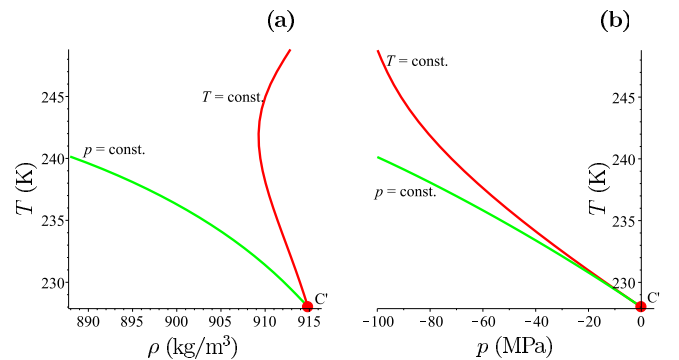 (a)
T = const.
p = const.
T (K)
245
240
235
230
C'
890 895 900 905 910 915
ρ (kg/m³)
(b)
T = const.
p = const.
T (K)
245
240
235
230
C'
−100 −80 −60 −40 −20 0
p (MPa)